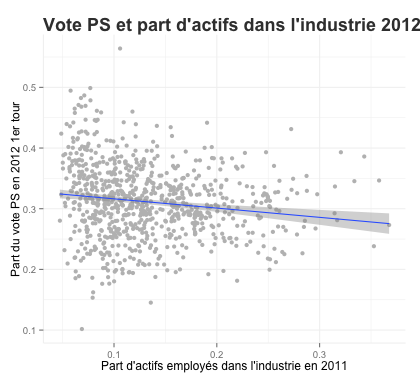 Vote PS et part d'actifs dans l'industrie 2012
Part du vote PS en 2012 1er tour
0.5
0.4
0.3
0.2
0.1
0.1
0.2
0.3
Part d'actifs employés dans l'industrie en 2011